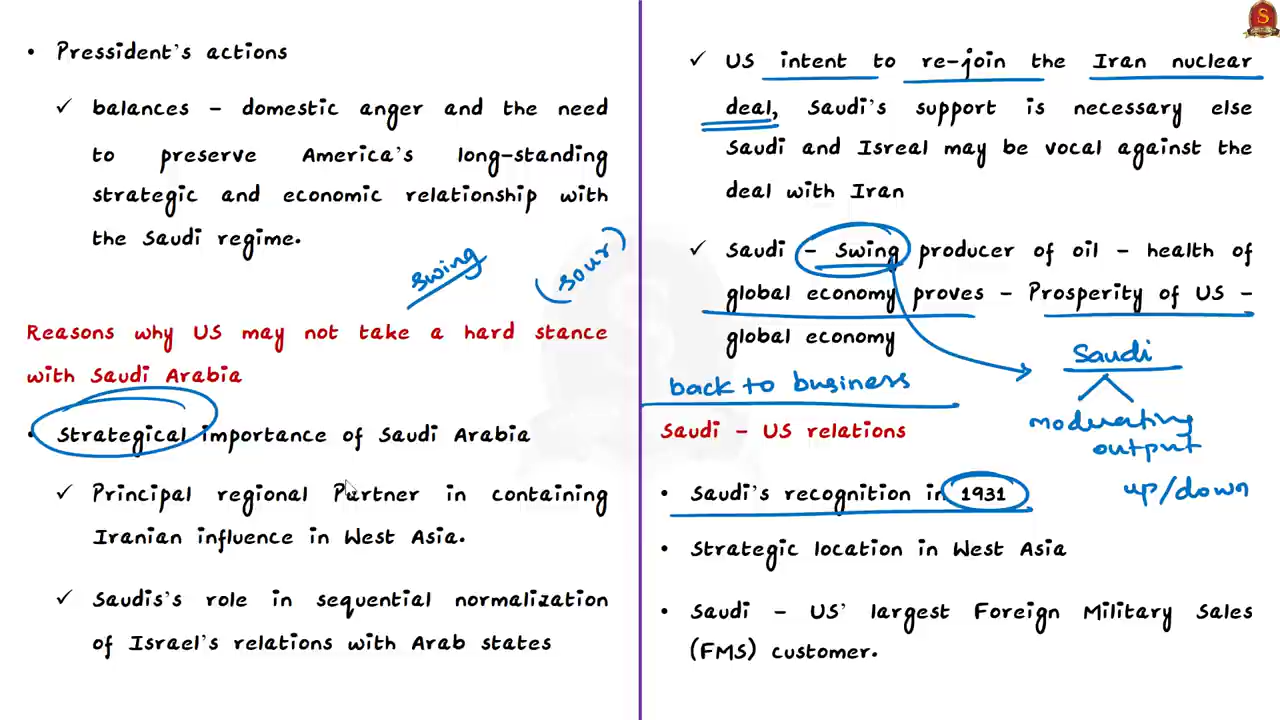 • Pressident's actions
✓ balances – domestic anger and the need
to preserve America's long-standing
strategic and economic relationship with
the Saudi regime.
swing
(sour)
Reasons why US may not take a hard stance
with Saudi Arabia
• Strategical importance of Saudi Arabia
✓ Principal regional Partner in containing
Iranian influence in West Asia.
✓ Saudis's role in sequential normalization
of Israel's relations with Arab states
✓ US intent to re-join the Iran nuclear
deal, Saudi's support is necessary else
Saudi and Isreal may be vocal against the
deal with Iran
✓ Saudi – Swing producer of oil – health of
global economy proves – Prosperity of US –
global economy
Saudi
moderating
output
up/down
back to business
Saudi – US relations
• Saudi's recognition in 1931
• Strategic location in West Asia
• Saudi – US' largest Foreign Military Sales
(FMS) customer.